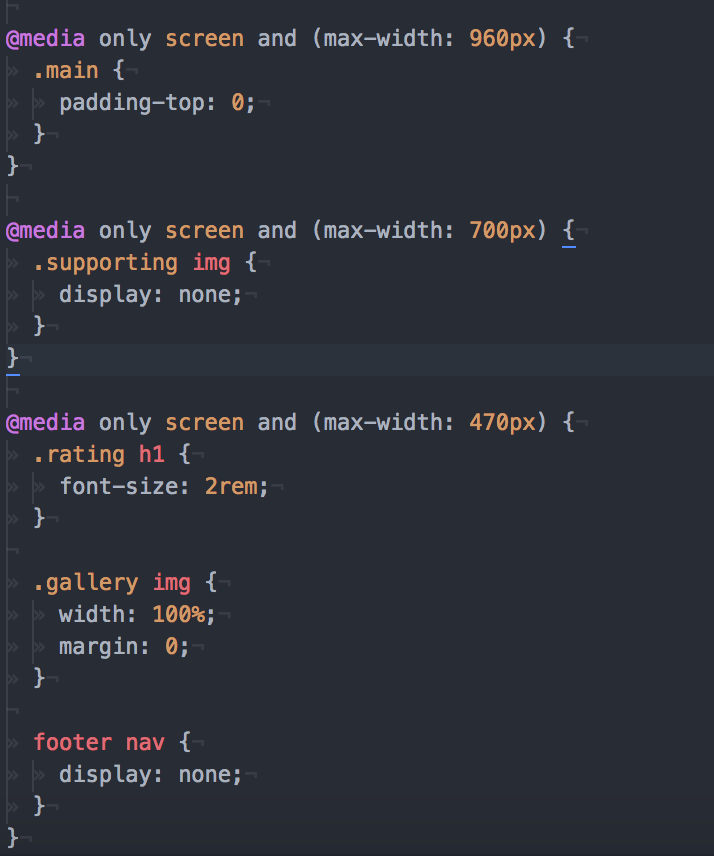 @media only screen and (max-width: 960px) {
.main {
padding-top: 0;
}
}
@media only screen and (max-width: 700px) {
.supporting img {
display: none;
}
}
@media only screen and (max-width: 470px) {
.rating h1 {
font-size: 2rem;
}
.gallery img {
width: 100%;
margin: 0;
}
footer nav {
display: none;
}
}